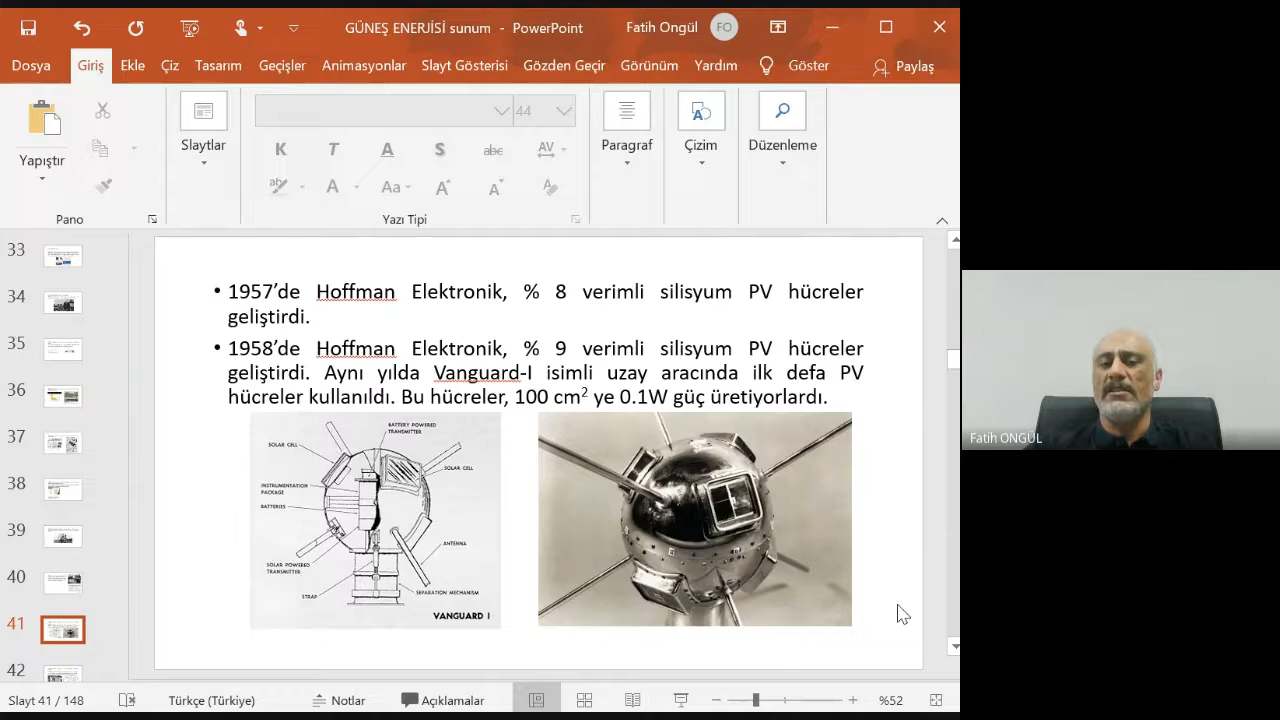 GÜNEŞ ENERJİSİ sunum - PowerPoint
Fatih Ongül
FO
Dosya
Giriş
Ekle
Çiz
Tasarım
Geçişler
Animasyonlar
Slayt Gösterisi
Gözden Geçir
Görünüm
Yardım
Göster
Paylaş
Yapıştır
Slaytlar
44
K
T
A
S
abc
AV
ab
A
Aa
A
A
A
Paragraf
Çizim
Düzenleme
Pano
Yazı Tipi
33
34
35
36
37
38
39
40
41
42
• 1957’de Hoffman Elektronik, % 8 verimli silisyum PV hücreler
geliştirdi.
• 1958’de Hoffman Elektronik, % 9 verimli silisyum PV hücreler
geliştirdi. Aynı yılda Vanguard-I isimli uzay aracında ilk defa PV
hücreler kullanıldı. Bu hücreler, 100 cm² ye 0.1W güç üretiyorlardı.
BATTERY POWERED
TRANSMITTER
SOLAR CELL
SOLAR CELL
INSTRUMENTATION
PACKAGE
BATTERIES
ANTENNA
SOLAR POWERED
TRANSMITTER
SEPARATION MECHANISM
STRAP
VANGUARD I
Fatih ONGÜL
Slayt 41 / 148
Türkçe (Türkiye)
Notlar
Açıklamalar
%52